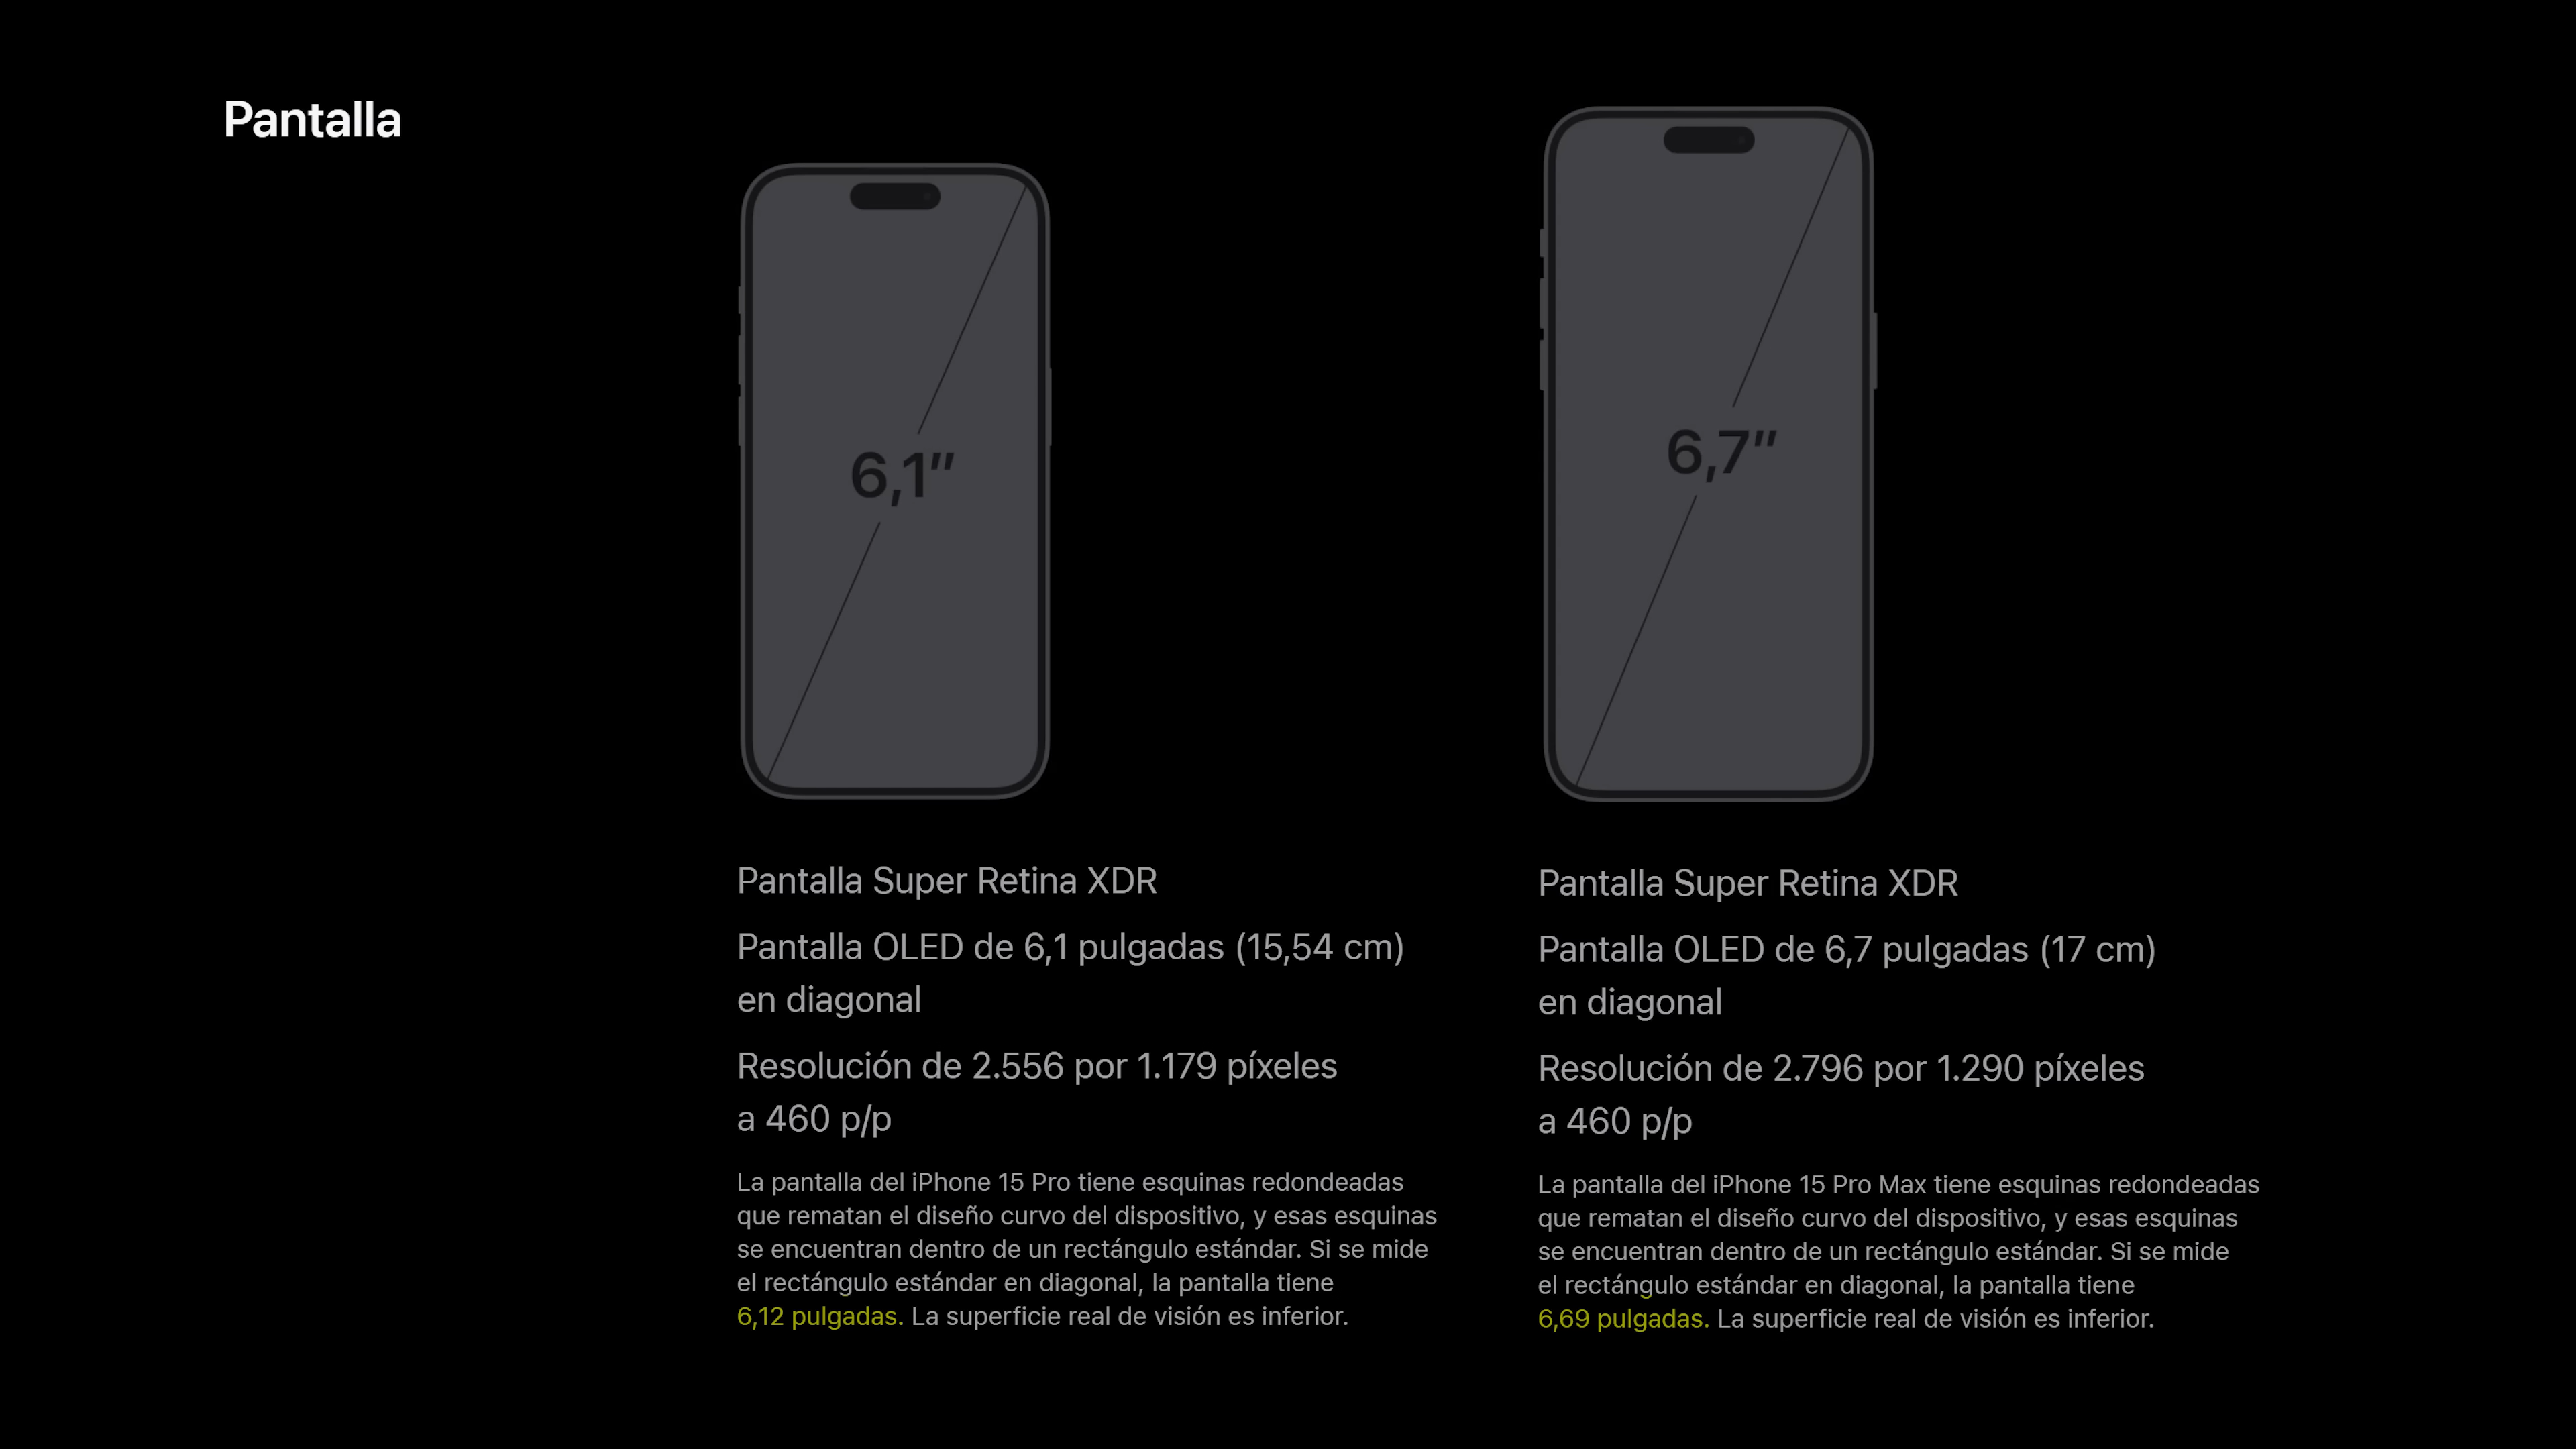 Pantalla
6,1″
6,7″
Pantalla Super Retina XDR
Pantalla OLED de 6,1 pulgadas (15,54 cm)
en diagonal
Resolución de 2.556 por 1.179 píxeles
a 460 p/p
La pantalla del iPhone 15 Pro tiene esquinas redondeadas
que rematan el diseño curvo del dispositivo, y esas esquinas
se encuentran dentro de un rectángulo estándar. Si se mide
el rectángulo estándar en diagonal, la pantalla tiene
6,12 pulgadas. La superficie real de visión es inferior.
Pantalla Super Retina XDR
Pantalla OLED de 6,7 pulgadas (17 cm)
en diagonal
Resolución de 2.796 por 1.290 píxeles
a 460 p/p
La pantalla del iPhone 15 Pro Max tiene esquinas redondeadas
que rematan el diseño curvo del dispositivo, y esas esquinas
se encuentran dentro de un rectángulo estándar. Si se mide
el rectángulo estándar en diagonal, la pantalla tiene
6,69 pulgadas. La superficie real de visión es inferior.